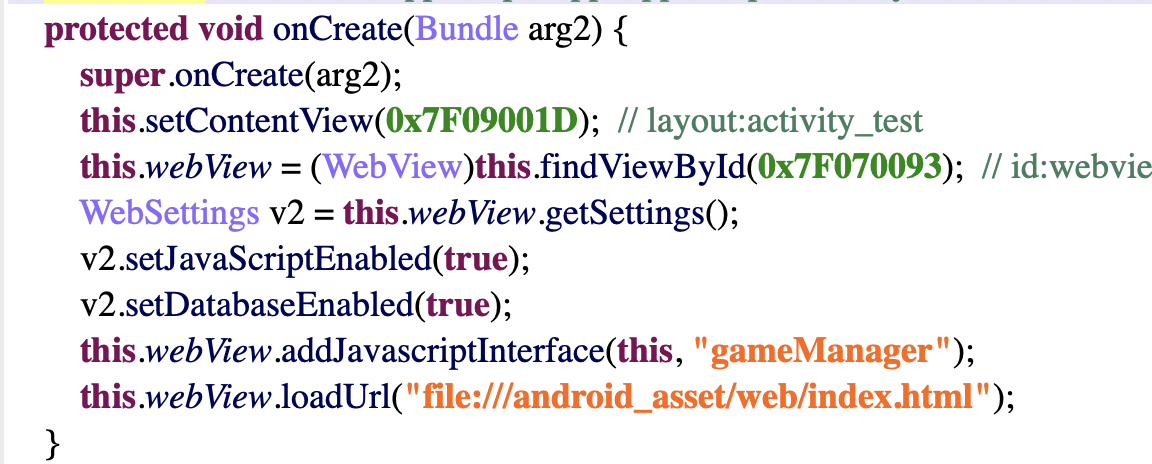 protected void onCreate(Bundle arg2) {
super.onCreate(arg2);
this.setContentView(0x7F09001D); // layout:activity_test
this.webView = (WebView)this.findViewById(0x7F070093); // id:webvie
WebSettings v2 = this.webView.getSettings();
v2.setJavaScriptEnabled(true);
v2.setDatabaseEnabled(true);
this.webView.addJavascriptInterface(this, "gameManager");
this.webView.loadUrl("file:///android_asset/web/index.html");
}